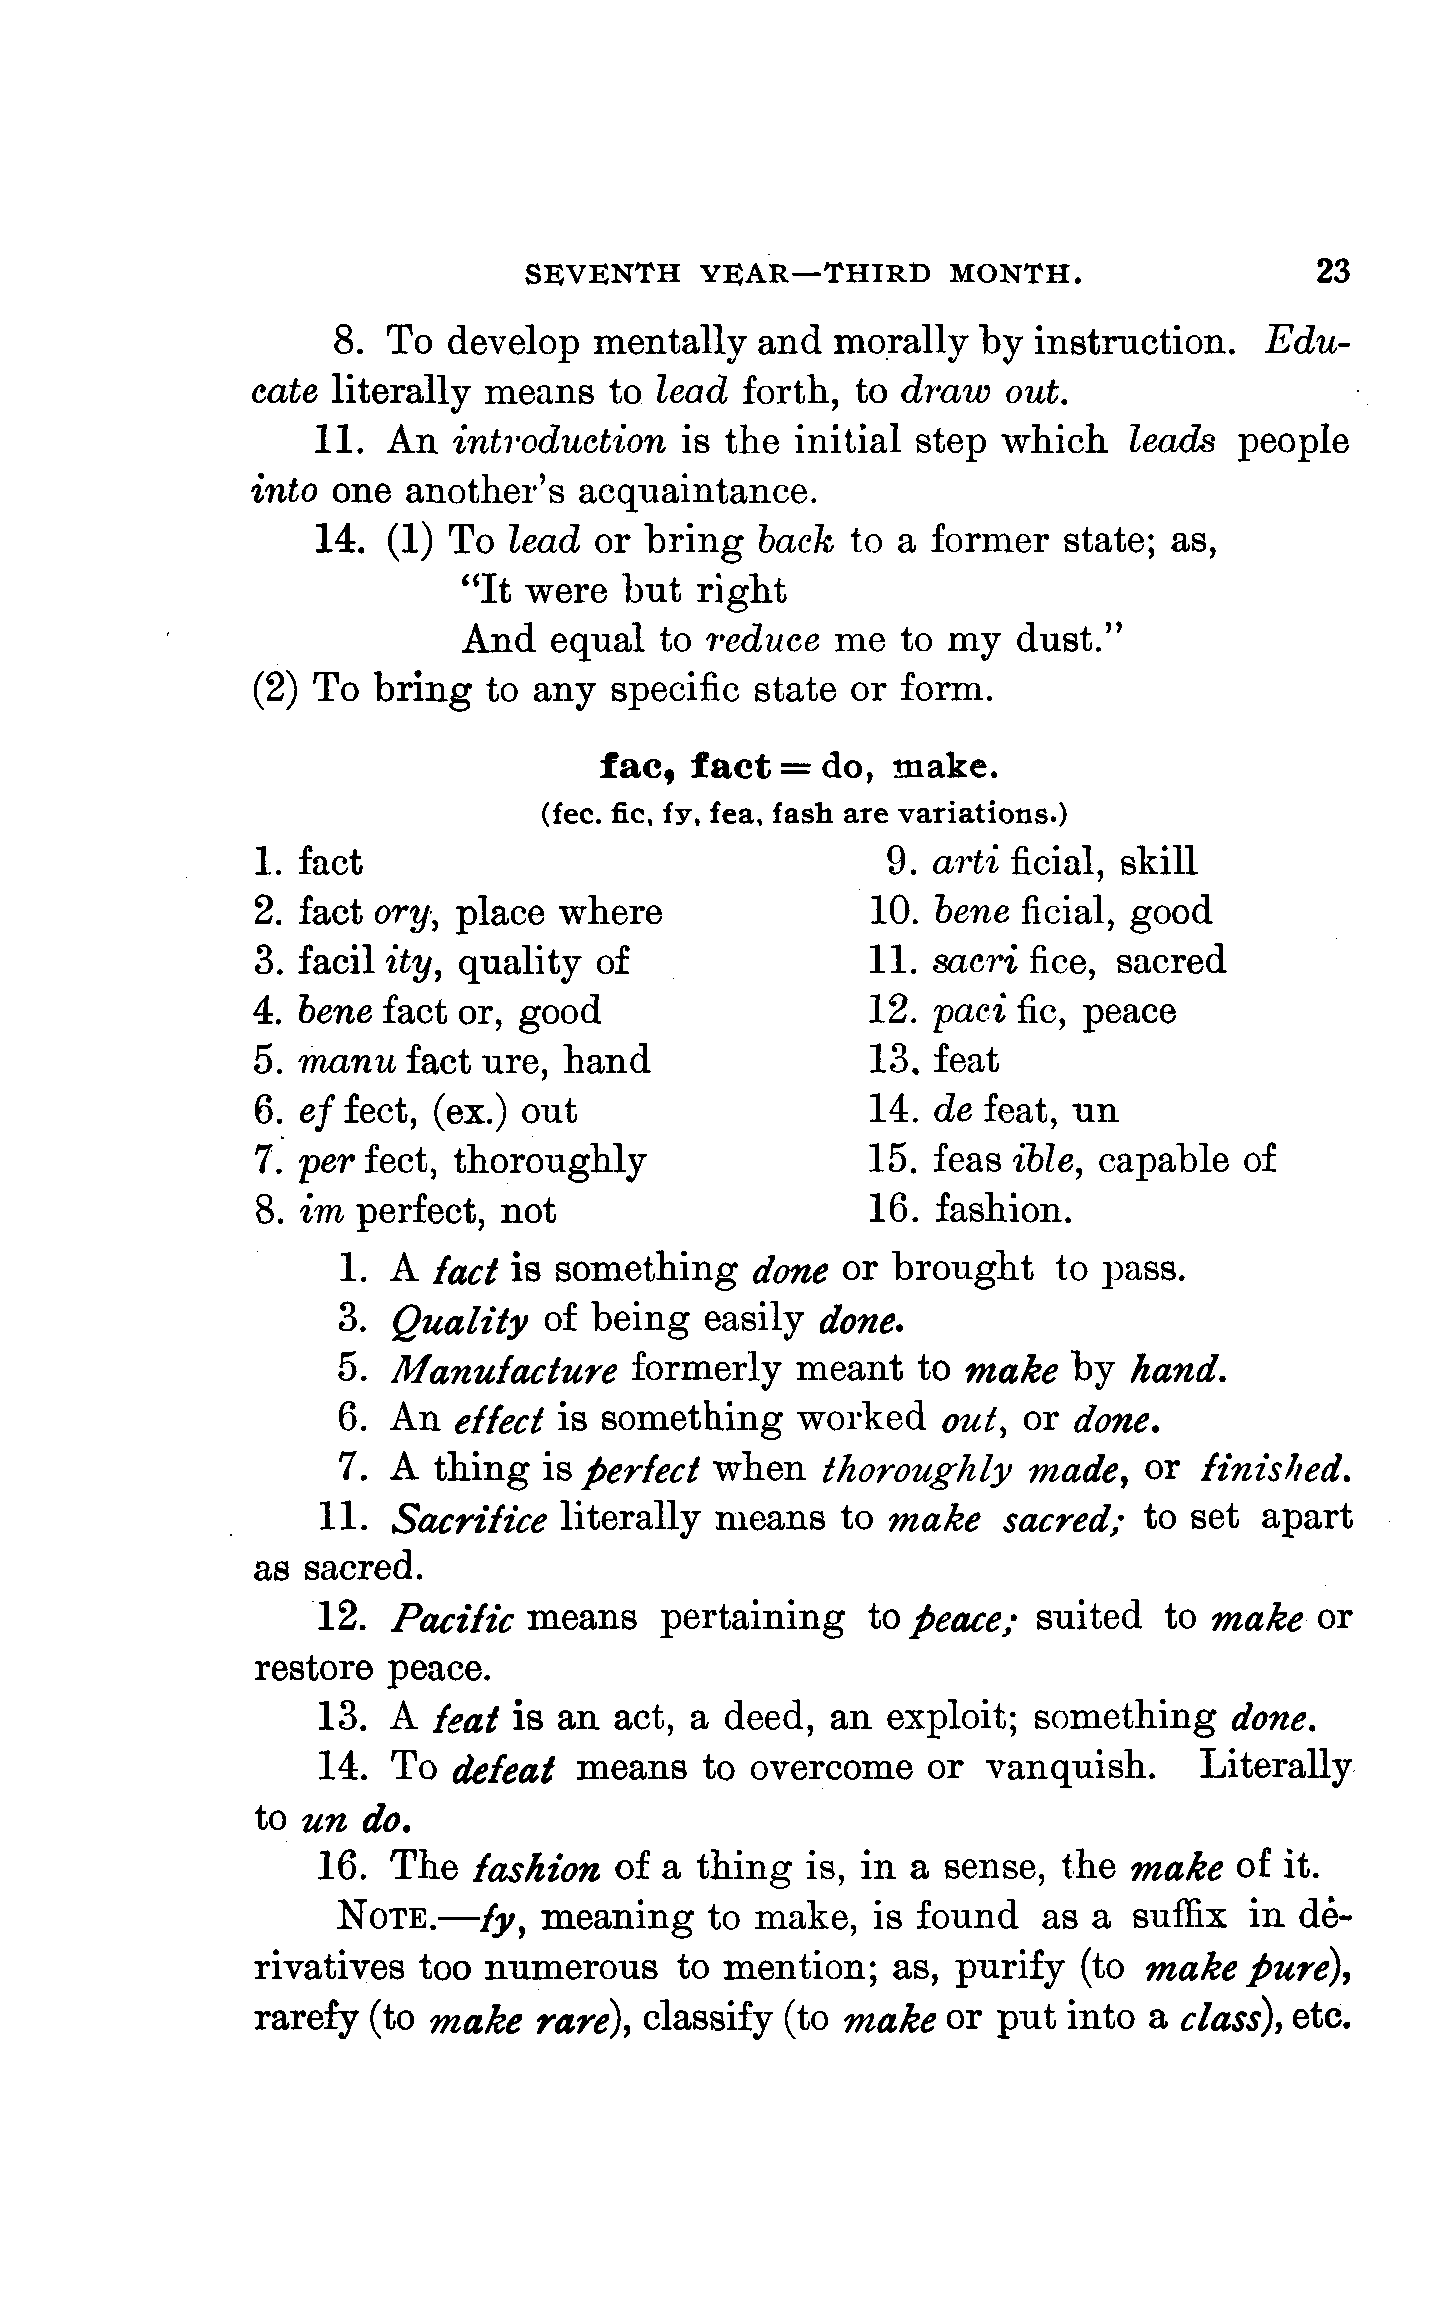 SEVENTH YEAR—THIRD MONTH. 23
8. To develop mentally and morally by instruction. Edu-
cate literally means to lead forth, to draw out.
11. An introduction is the initial step which leads people
into one another's acquaintance.
14. (1) To lead or bring back to a former state; as,
"It were but right
And equal to reduce me to my dust."
(2) To bring to any specific state or form.
fac, fact = do, make.
(fec. fic, fy, fea, fash are variations.)
1. fact
2. fact ory, place where
3. facil ity, quality of
4. bene fact or, good
5. manu fact ure, hand
6. ef fect, (ex.) out
7. per fect, thoroughly
8. im perfect, not
9. arti ficial, skill
10. bene ficial, good
11. sacri fice, sacred
12. paci fic, peace
13. feat
14. de feat, un
15. feas ible, capable of
16. fashion.
1. A fact is something done or brought to pass.
3. Quality of being easily done.
5. Manufacture formerly meant to make by hand.
6. An effect is something worked out, or done.
7. A thing is perfect when thoroughly made, or finished.
11. Sacrifice literally means to make sacred; to set apart
as sacred.
12. Pacific means pertaining to peace; suited to make or
restore peace.
13. A feat is an act, a deed, an exploit; something done.
14. To defeat means to overcome or vanquish. Literally
to un do.
16. The fashion of a thing is, in a sense, the make of it.
NOTE.—fy, meaning to make, is found as a suffix in de-
rivatives too numerous to mention; as, purify (to make pure),
rarefy (to make rare), classify (to make or put into a class), etc.